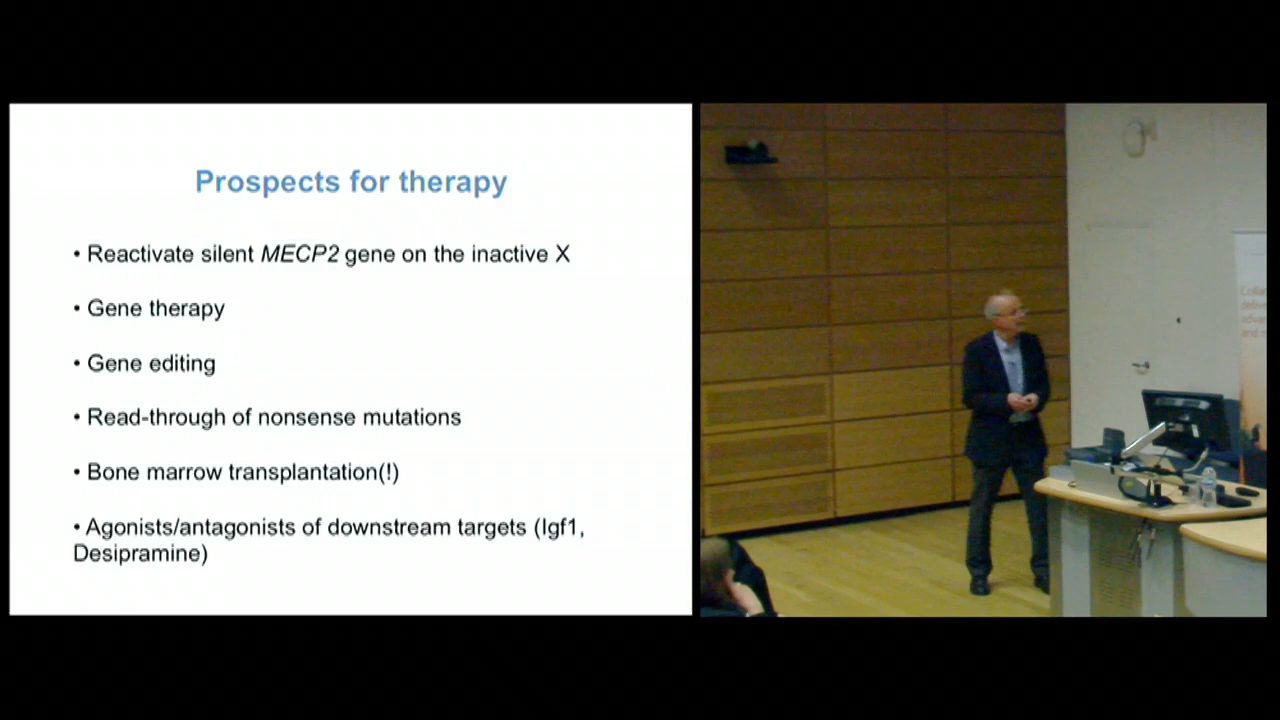 Prospects for therapy
• Reactivate silent MECP2 gene on the inactive X
• Gene therapy
• Gene editing
• Read-through of nonsense mutations
• Bone marrow transplantation(!)
• Agonists/antagonists of downstream targets (Igf1,
Desipramine)